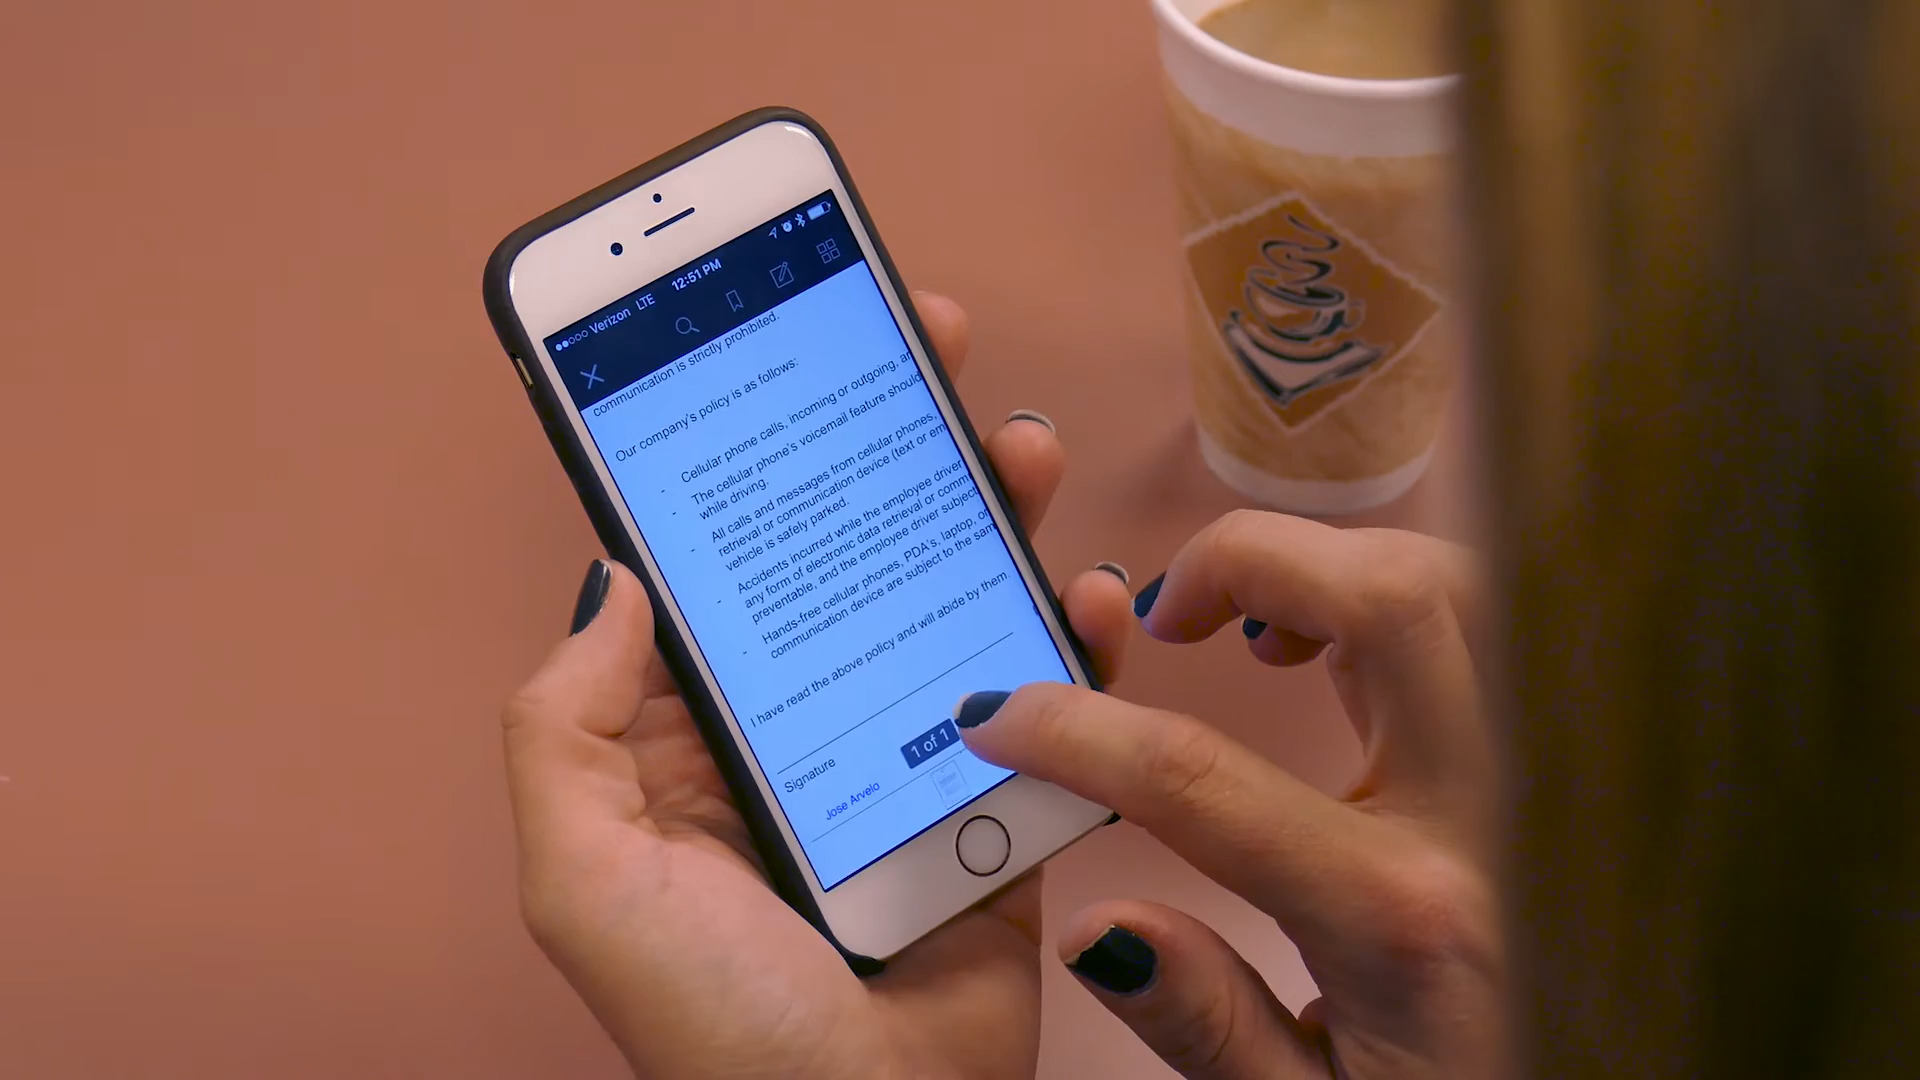 Verizon LTE 12:51 PM
communication is strictly prohibited.
Our company's policy is as follows:
- Cellular phone calls, incoming or outgoing, ar
- The cellular phone's voicemail feature should
while driving.
- All calls and messages from cellular phones,
retrieval or communication device (text or em
vehicle is safely parked.
- Accidents incurred while the employee driver
any form of electronic data retrieval or comm
preventable, and the employee driver subject
- Hands-free cellular phones, PDA's, laptop, or
communication device are subject to the sam
I have read the above policy and will abide by them.
1 of 1
Signature
Jose Arvelo